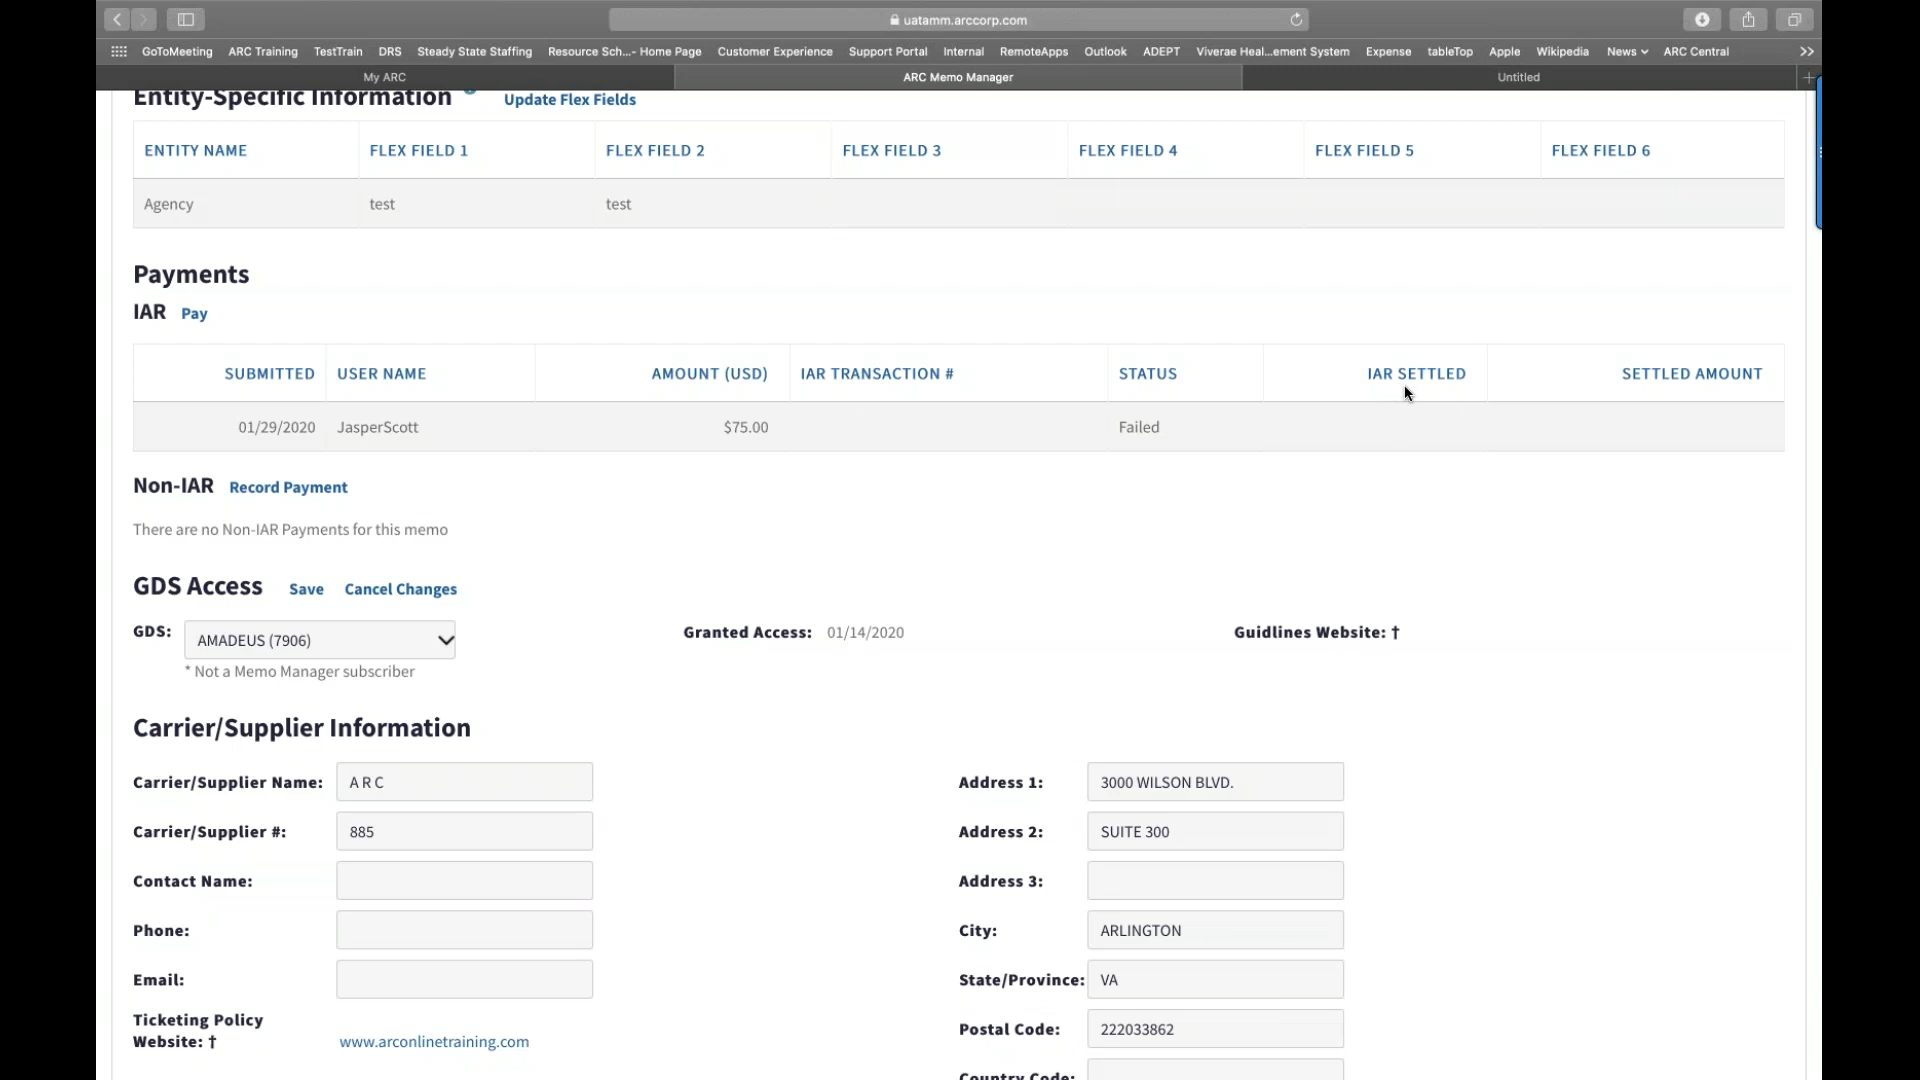 uatamm.arccorp.com
GoToMeeting ARC Training TestTrain DRS Steady State Staffing Resource Sch...- Home Page Customer Experience Support Portal Internal RemoteApps Outlook ADEPT Viverae Heal...ement System Expense tableTop Apple Wikipedia News ARC Central >>
My ARC ARC Memo Manager Untitled +
Entity-Specific Information Update Flex Fields
ENTITY NAME FLEX FIELD 1 FLEX FIELD 2 FLEX FIELD 3 FLEX FIELD 4 FLEX FIELD 5 FLEX FIELD 6
Agency test test
Payments
IAR Pay
SUBMITTED USER NAME AMOUNT (USD) IAR TRANSACTION # STATUS IAR SETTLED SETTLED AMOUNT
01/29/2020 JasperScott $75.00 Failed
Non-IAR Record Payment
There are no Non-IAR Payments for this memo
GDS Access Save Cancel Changes
GDS: AMADEUS (7906) Granted Access: 01/14/2020 Guidlines Website: †
* Not a Memo Manager subscriber
Carrier/Supplier Information
Carrier/Supplier Name: A R C Address 1: 3000 WILSON BLVD.
Carrier/Supplier #: 885 Address 2: SUITE 300
Contact Name: Address 3:
Phone: City: ARLINGTON
Email: State/Province: VA
Ticketing Policy
Website: † www.arconlinetraining.com Postal Code: 222033862
Country Code: